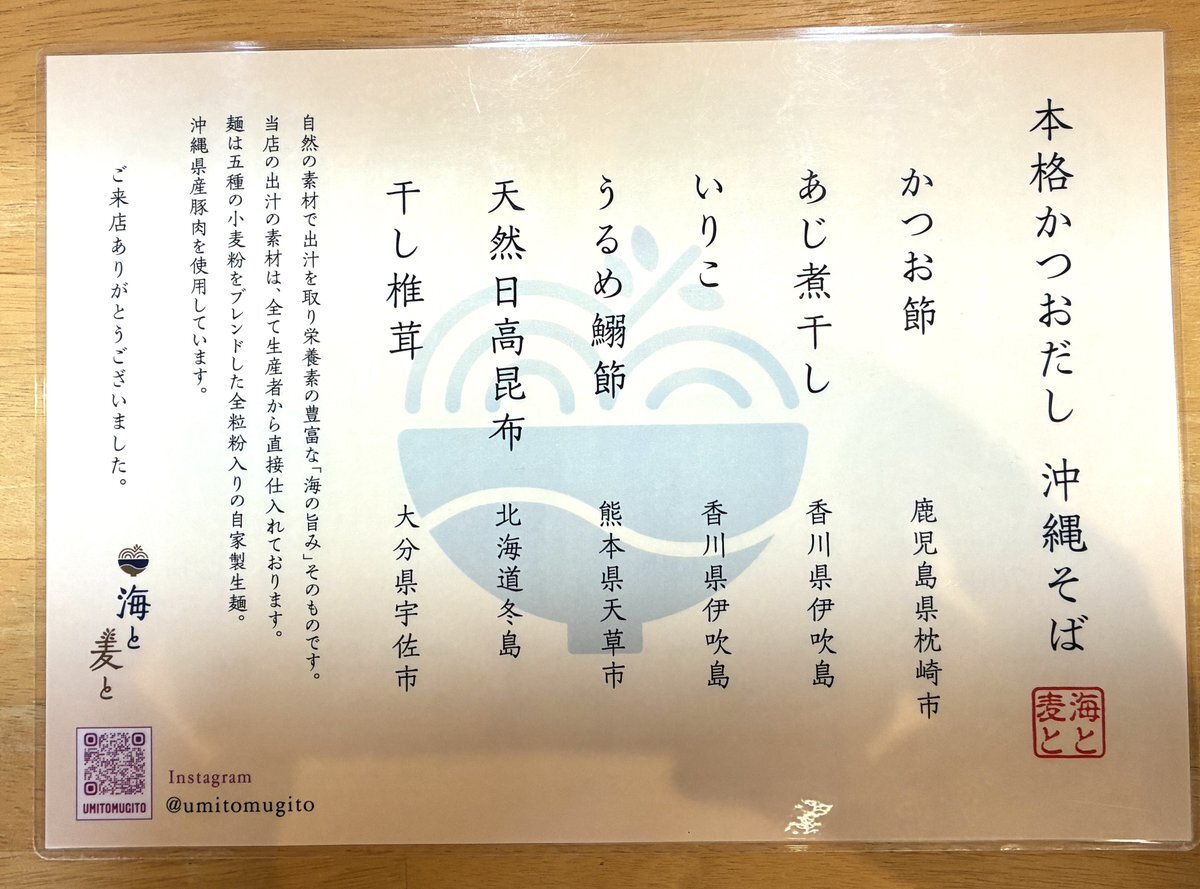 本格かつおだし 沖縄そば
海と麦と
かつお節 鹿児島県枕崎市
あじ煮干し 香川県伊吹島
いりこ 香川県伊吹島
うるめ鰯節 熊本県天草市
天然日高昆布 北海道冬島
干し椎茸 大分県宇佐市
自然の素材で出汁を取り栄養素の豊富な「海の旨み」そのものです。
当店の出汁の素材は、全て生産者から直接仕入れております。
麺は五種の小麦粉をブレンドした全粒粉入りの自家製生麺。
沖縄県産豚肉を使用しています。
ご来店ありがとうございました。
海と
麦と
UMITOMUGITO
Instagram
@umitomugito